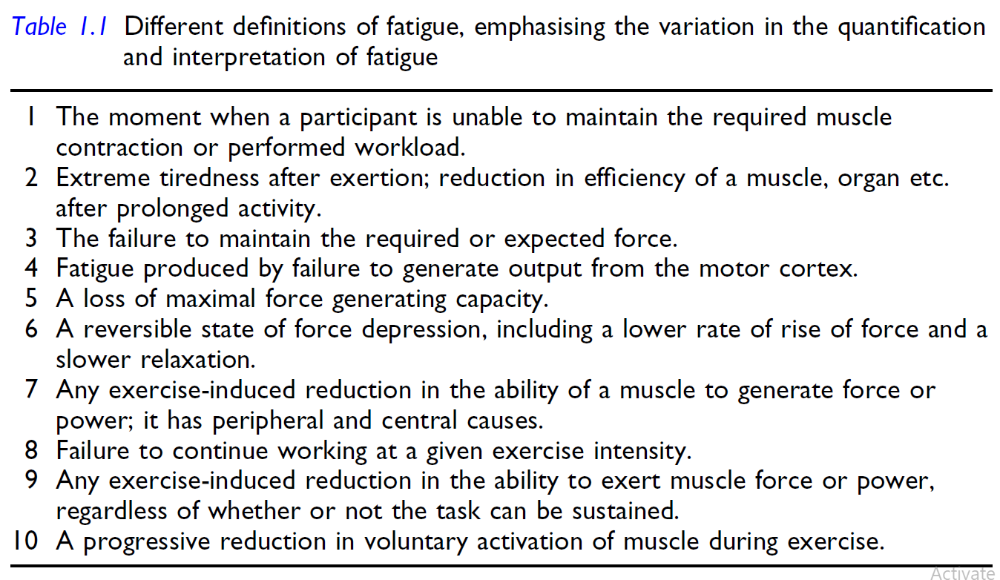 Table 1.1 Different definitions of fatigue, emphasising the variation in the quantification
and interpretation of fatigue
1 The moment when a participant is unable to maintain the required muscle
contraction or performed workload.
2 Extreme tiredness after exertion; reduction in efficiency of a muscle, organ etc.
after prolonged activity.
3 The failure to maintain the required or expected force.
4 Fatigue produced by failure to generate output from the motor cortex.
5 A loss of maximal force generating capacity.
6 A reversible state of force depression, including a lower rate of rise of force and a
slower relaxation.
7 Any exercise-induced reduction in the ability of a muscle to generate force or
power; it has peripheral and central causes.
8 Failure to continue working at a given exercise intensity.
9 Any exercise-induced reduction in the ability to exert muscle force or power,
regardless of whether or not the task can be sustained.
10 A progressive reduction in voluntary activation of muscle during exercise.
Activate